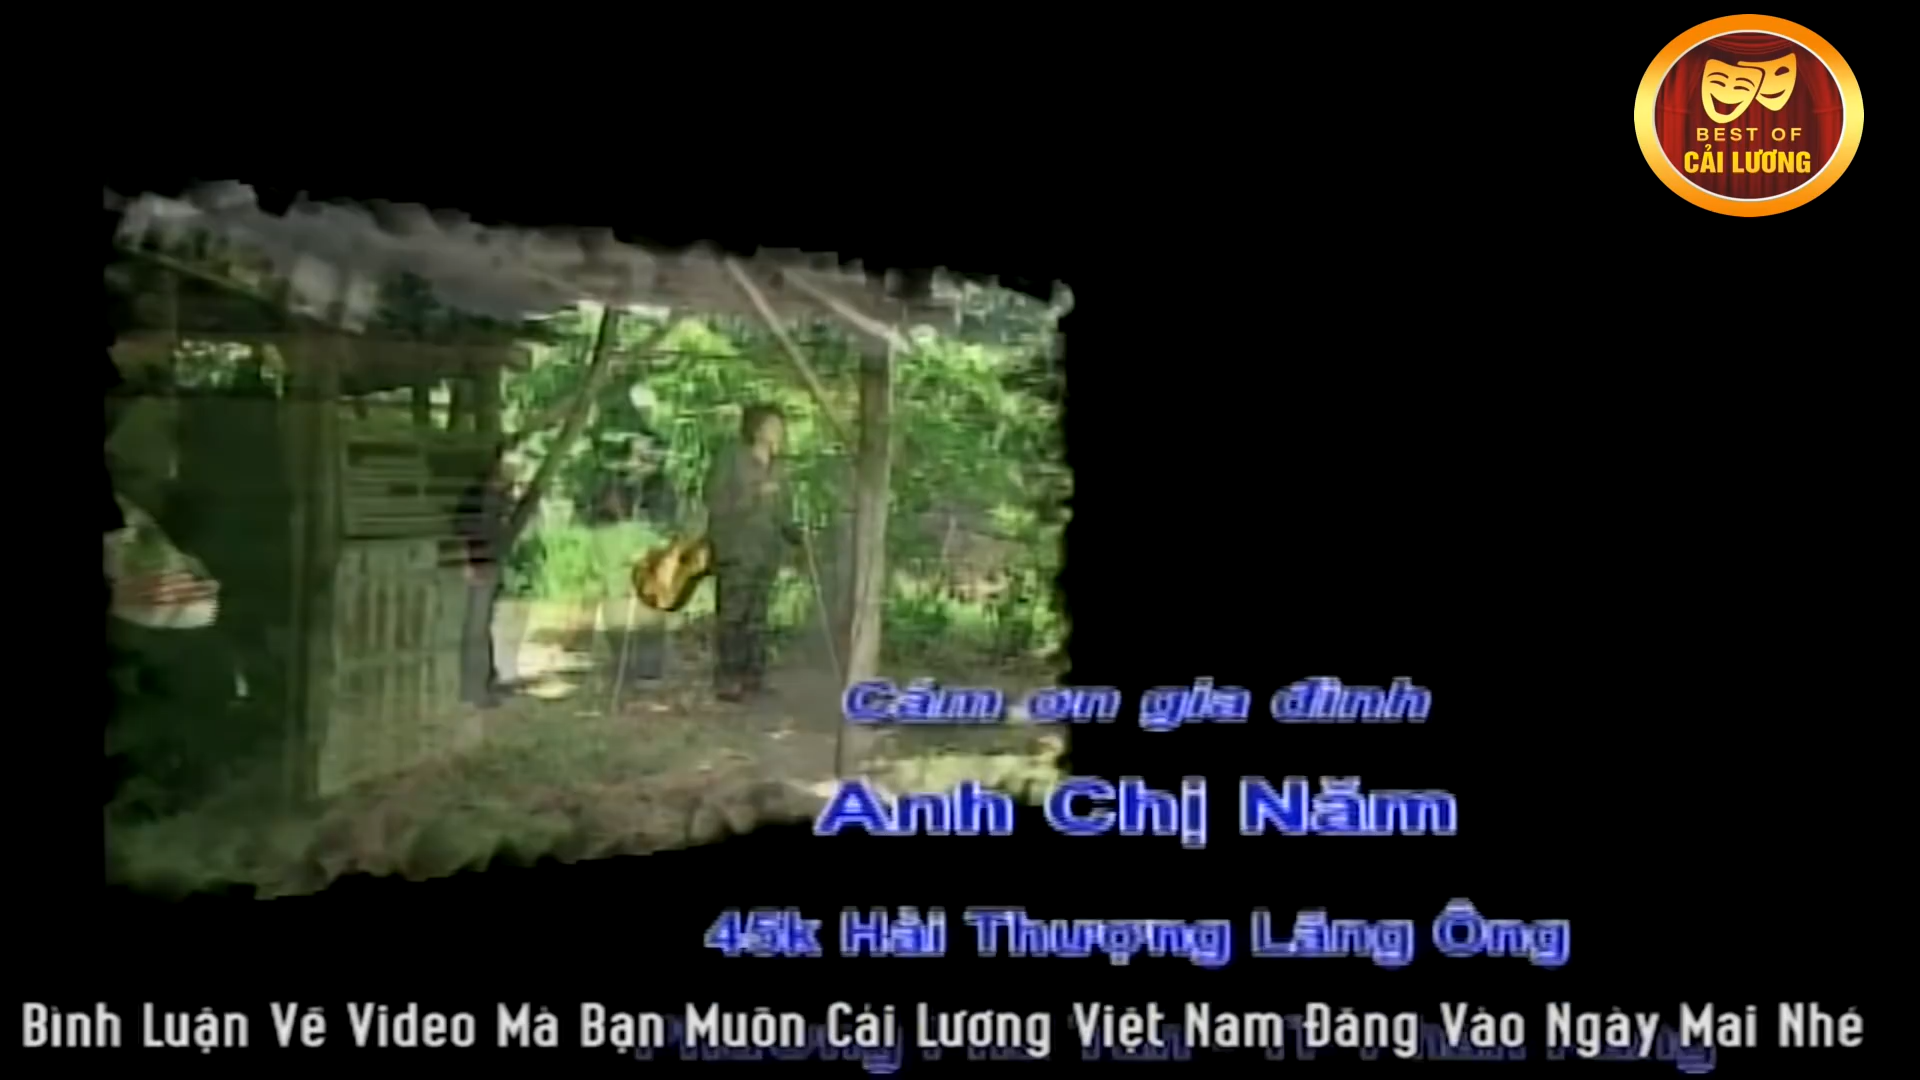 BEST OF
CẢI LƯƠNG
Cám ơn gia đình
Anh Chị Năm
45k Hải Thượng Lãng Ông
Bình Luận Về Video Mà Bạn Muốn Cải Lương Việt Nam Đăng Vào Ngày Mai Nhé